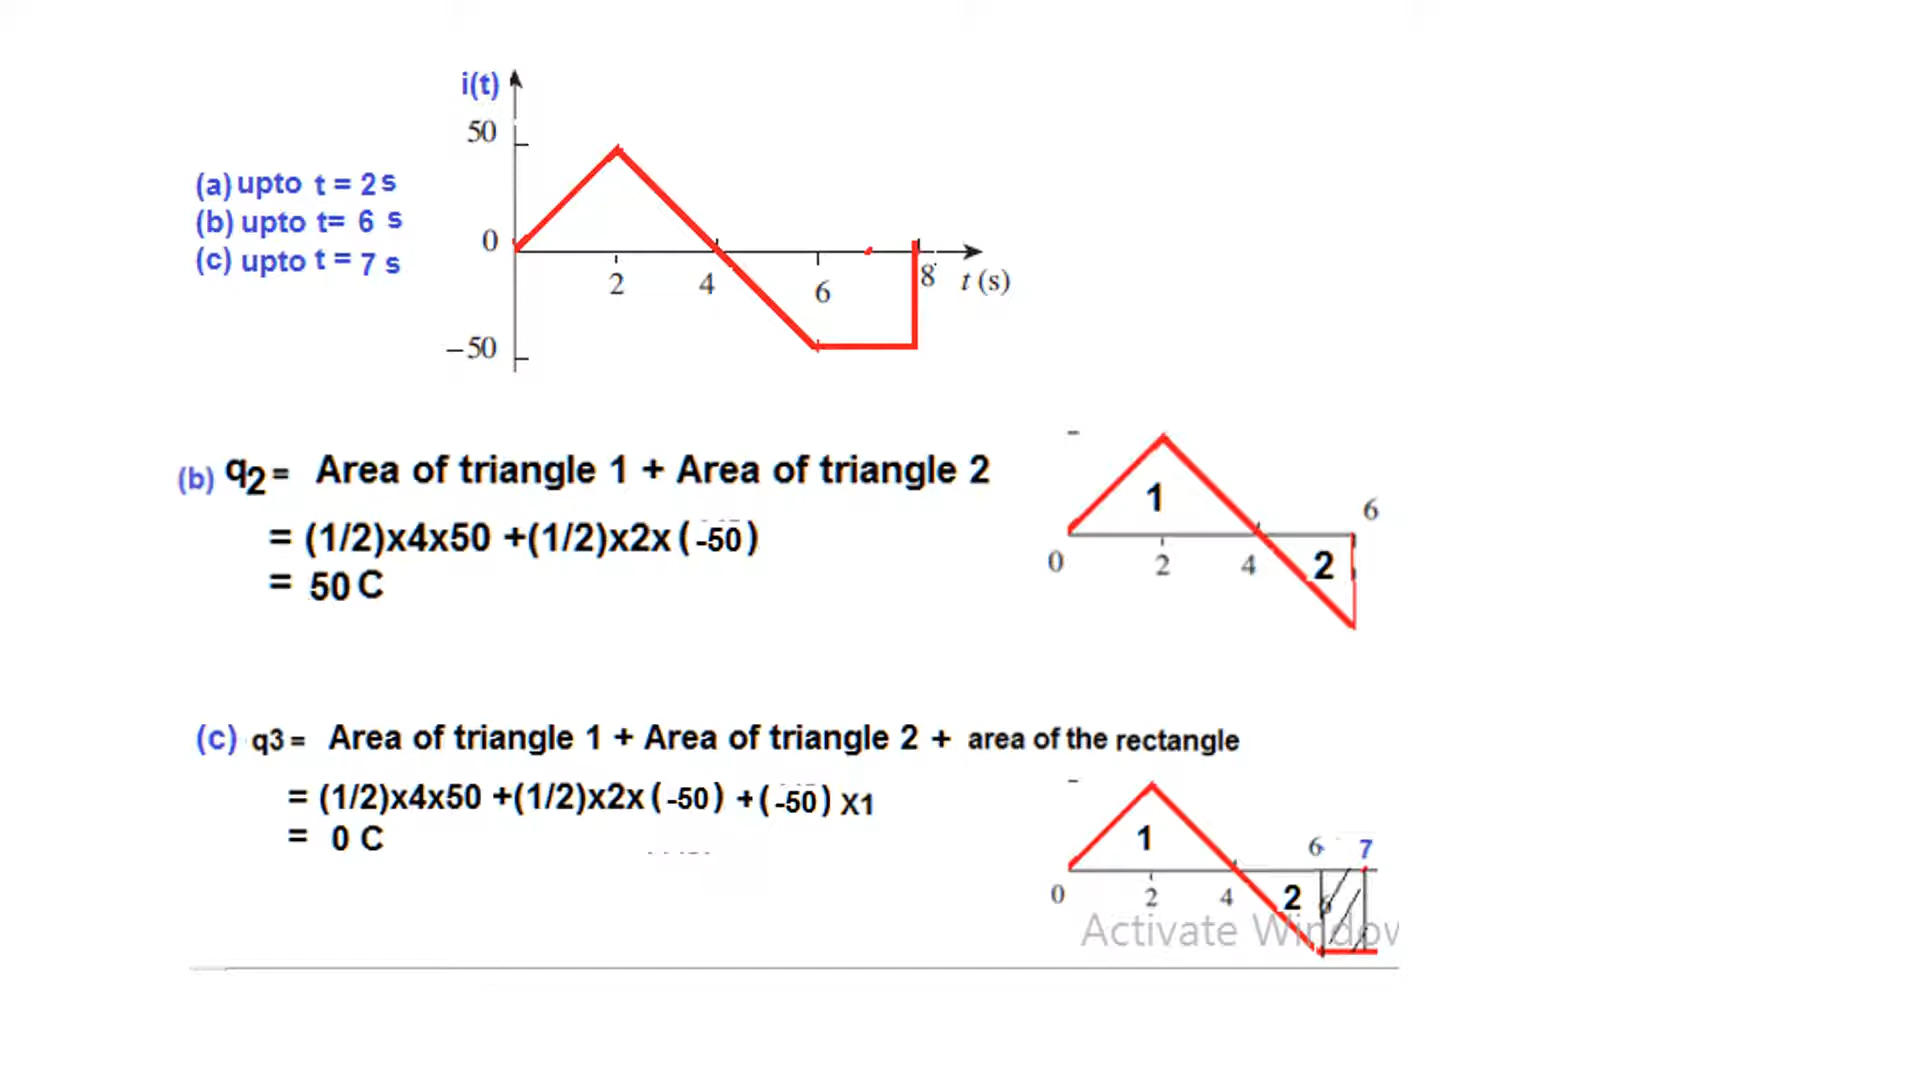 i(t)
50
(a) upto t = 2 s
(b) upto t= 6 s
(c) upto t = 7 s
0
2 4 6 8 t (s)
−50
(b) q2 = Area of triangle 1 + Area of triangle 2
= (1/2)x4x50 +(1/2)x2x (-50)
= 50 C
1
6
0 2 4 2
(c) q3 = Area of triangle 1 + Area of triangle 2 + area of the rectangle
= (1/2)x4x50 +(1/2)x2x (-50) +(-50) X1
= 0 C
1
6 7
0 2 4 2
Activate Window